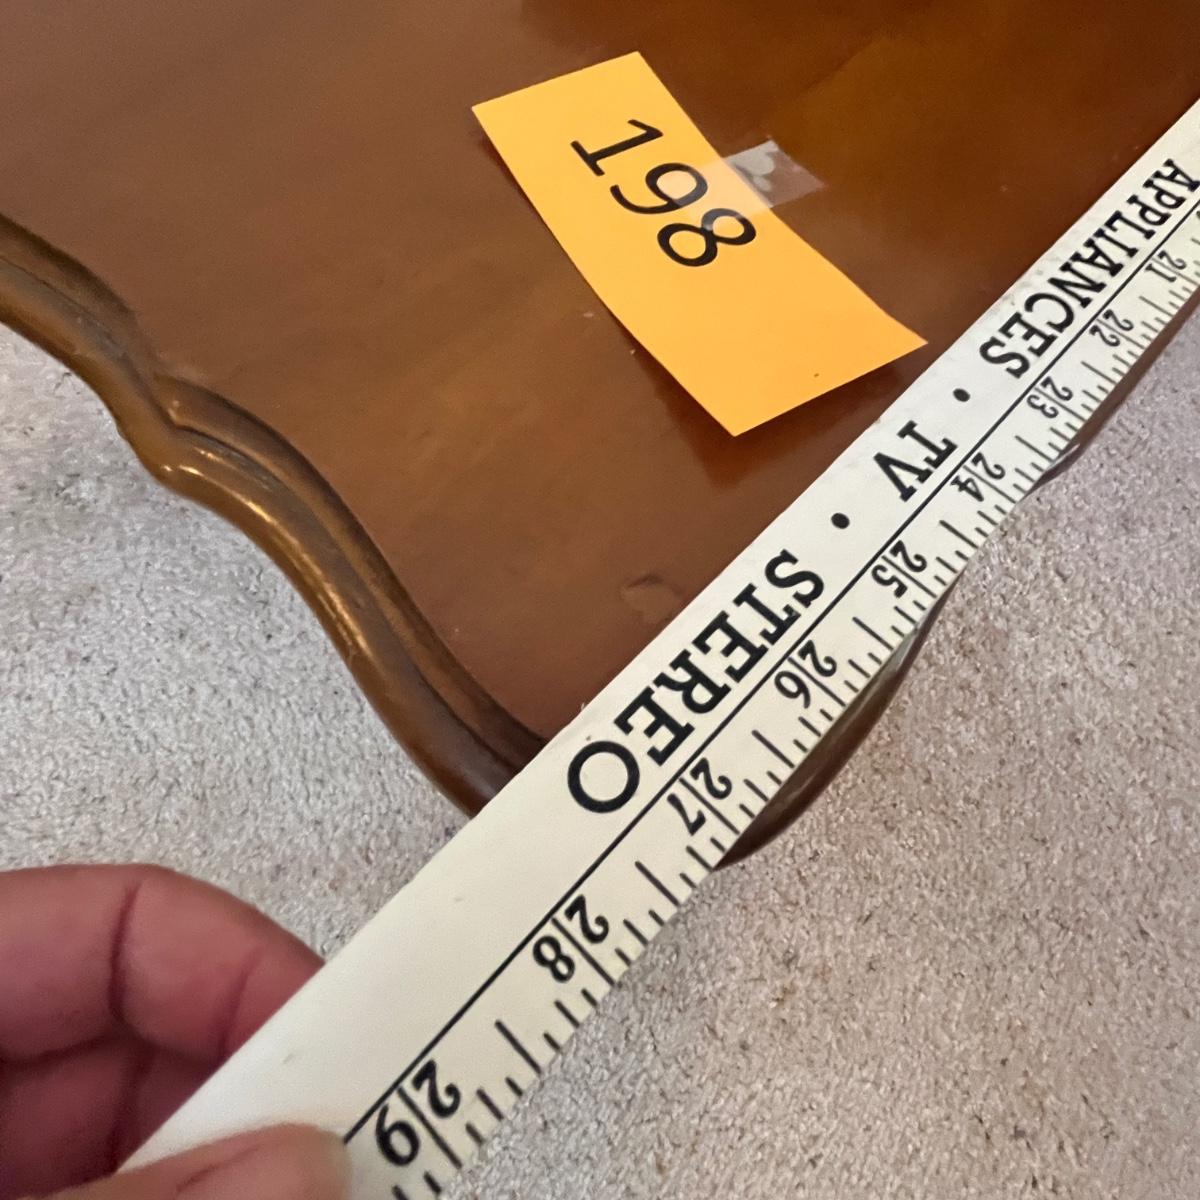 198
APPLIANCES • TV • STEREO
21 22 23 24 25 26 27 28 29